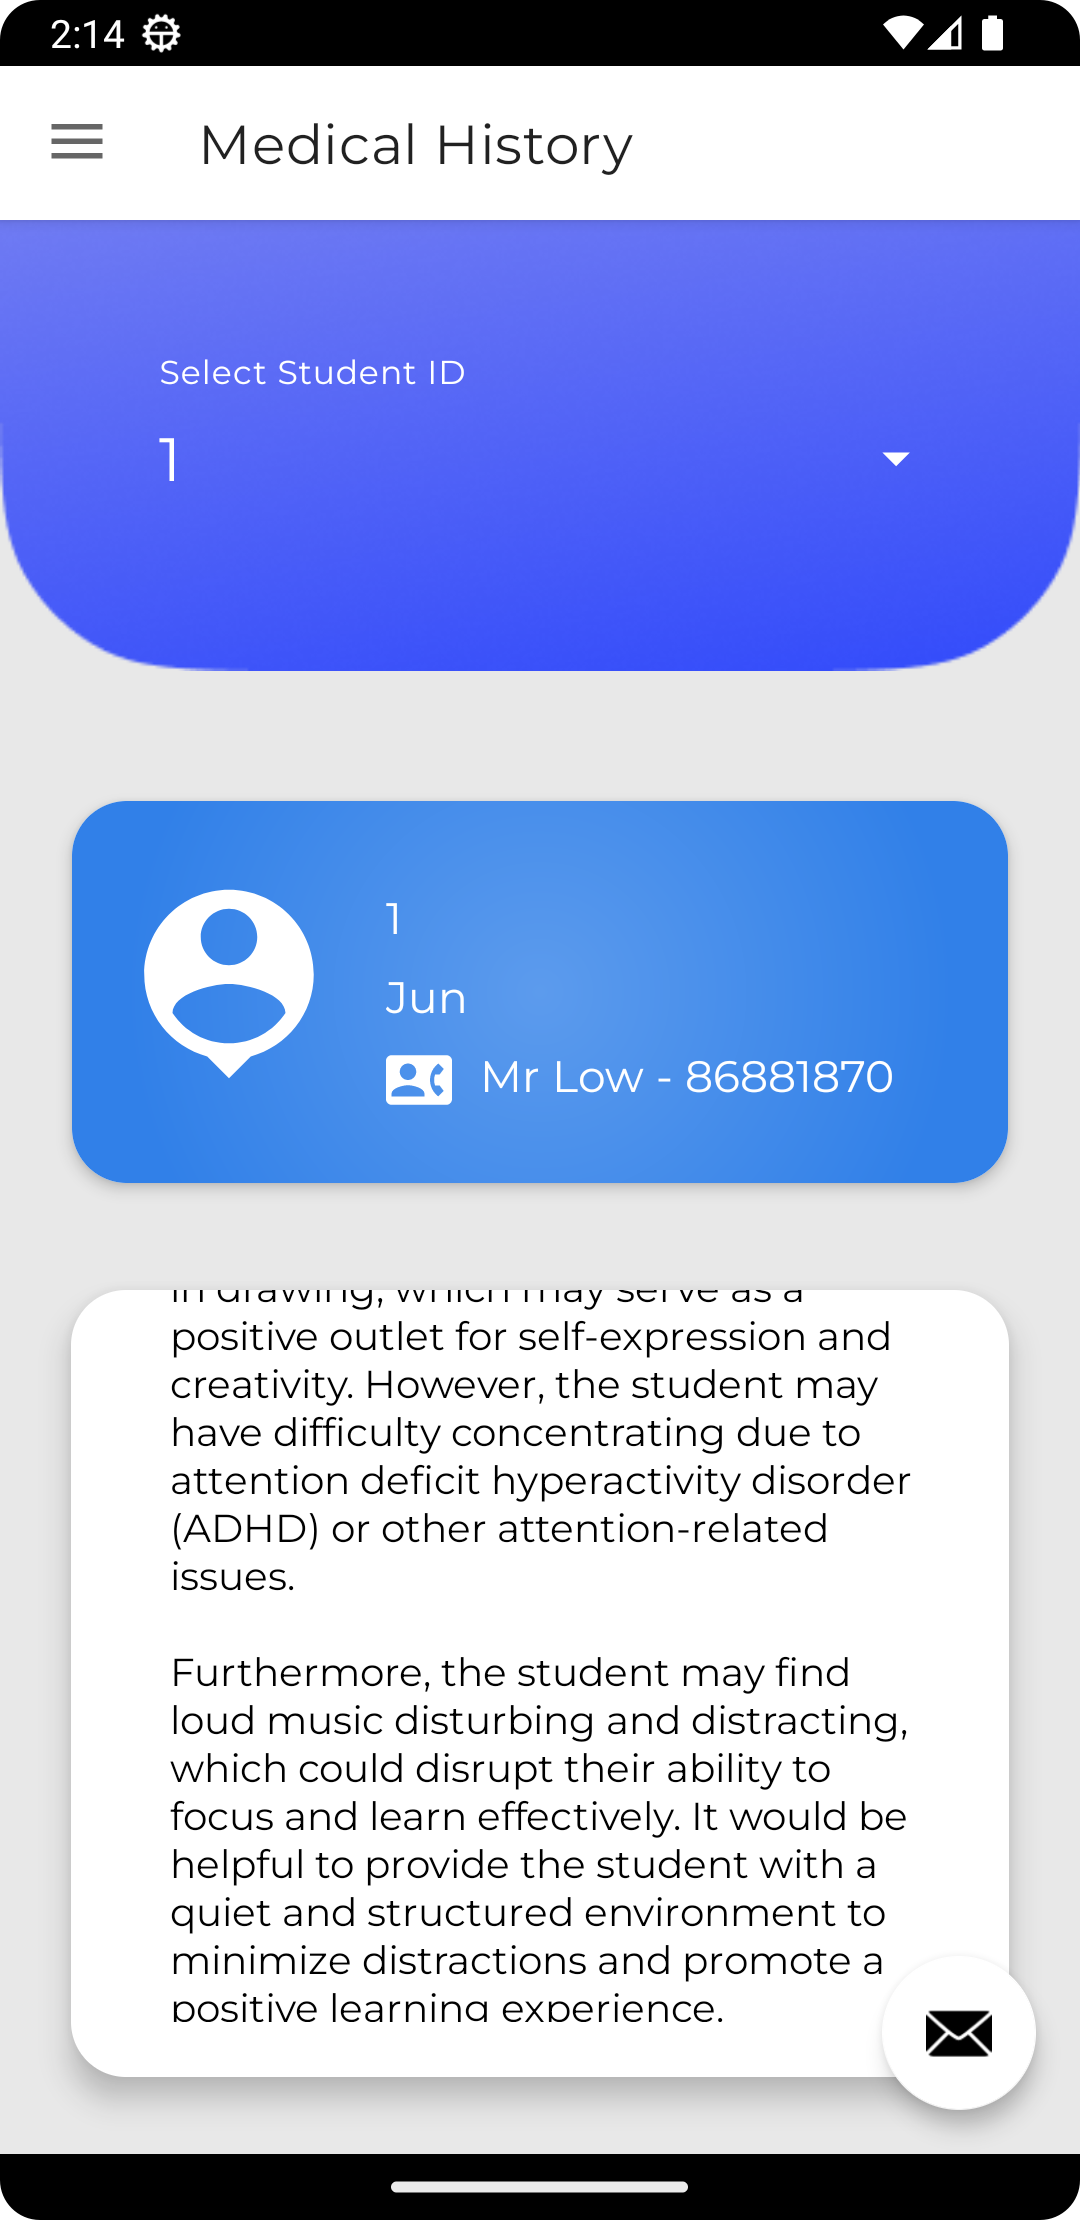 2:14
Medical History
Select Student ID
1
1
Jun
Mr Low - 86881870
in drawing, which may serve as a
positive outlet for self-expression and
creativity. However, the student may
have difficulty concentrating due to
attention deficit hyperactivity disorder
(ADHD) or other attention-related
issues.
Furthermore, the student may find
loud music disturbing and distracting,
which could disrupt their ability to
focus and learn effectively. It would be
helpful to provide the student with a
quiet and structured environment to
minimize distractions and promote a
positive learning experience.